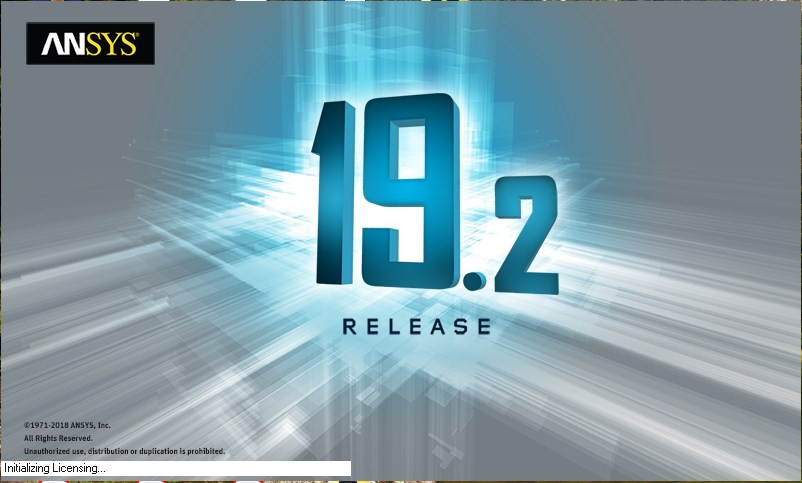 ANSYS®
19.2
RELEASE
©1971-2018 ANSYS, Inc.
All Rights Reserved.
Unauthorized use, distribution or duplication is prohibited.
Initializing Licensing...